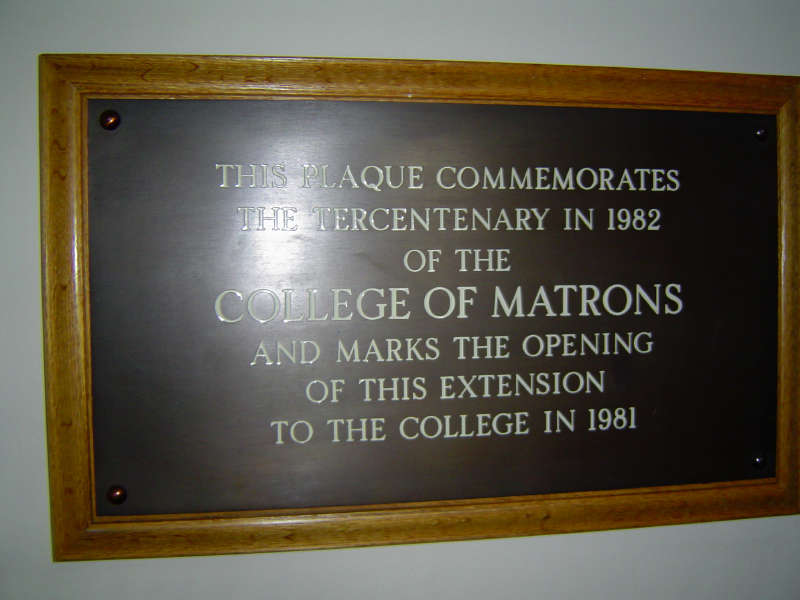 THIS PLAQUE COMMEMORATES
THE TERCENTENARY IN 1982
OF THE
COLLEGE OF MATRONS
AND MARKS THE OPENING
OF THIS EXTENSION
TO THE COLLEGE IN 1981